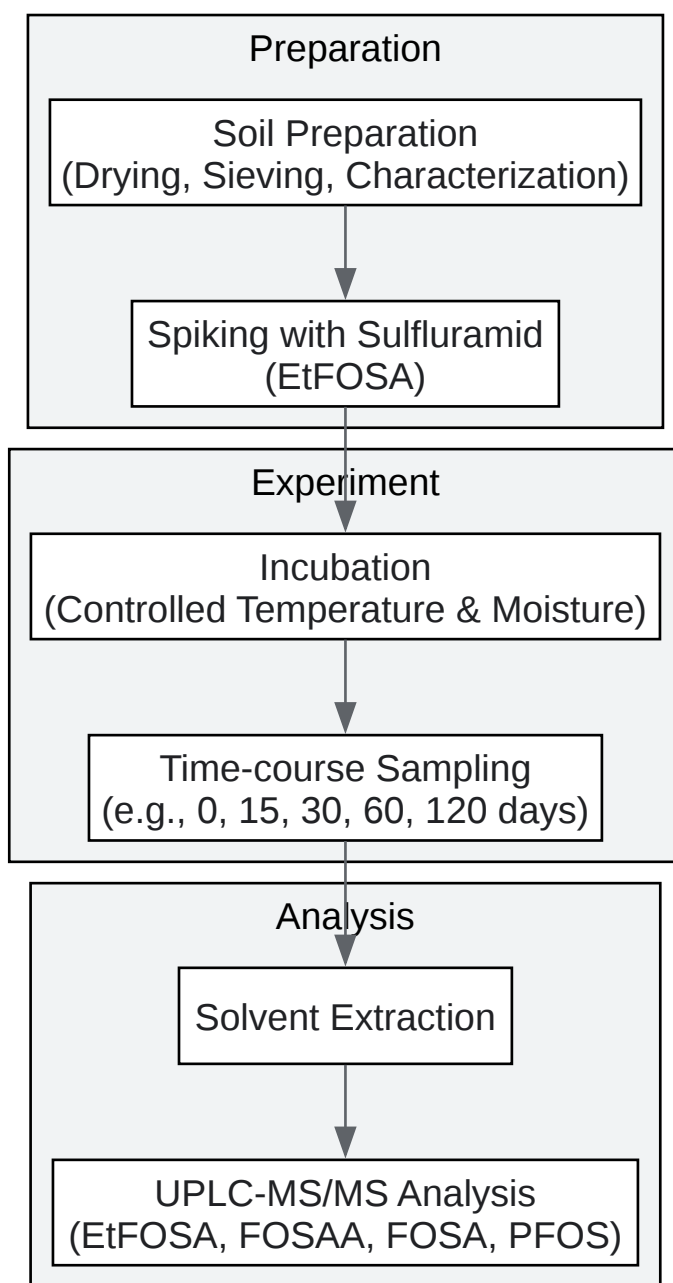 Preparation
Soil Preparation
(Drying, Sieving, Characterization)
Spiking with Sulfluramid
(EtFOSA)
Experiment
Incubation
(Controlled Temperature & Moisture)
Time-course Sampling
(e.g., 0, 15, 30, 60, 120 days)
Analysis
Solvent Extraction
UPLC-MS/MS Analysis
(EtFOSA, FOSAA, FOSA, PFOS)